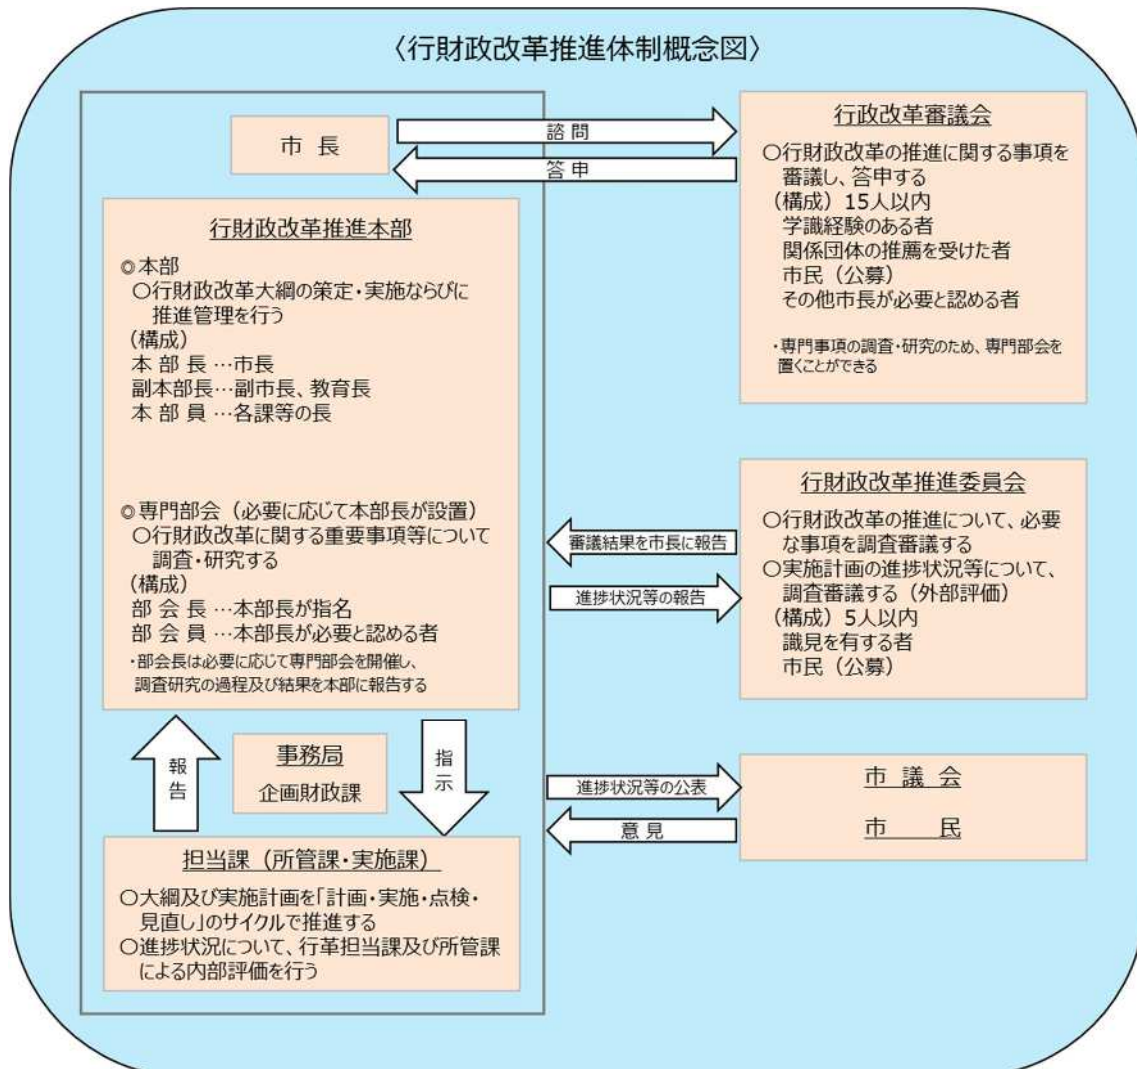 〈行財政改革推進体制概念図〉
市 長
諮 問
答 申
行政改革審議会
〇行財政改革の推進に関する事項を
審議し、答申する
(構成) 15人以内
学識経験のある者
関係団体の推薦を受けた者
市民（公募）
その他市長が必要と認める者
・専門事項の調査・研究のため、専門部会を
置くことができる
行財政改革推進本部
◎本部
〇行財政改革大綱の策定・実施ならびに
推進管理を行う
(構成)
本 部 長 …市長
副本部長…副市長、教育長
本 部 員 …各課等の長
◎専門部会（必要に応じて本部長が設置）
〇行財政改革に関する重要事項等について
調査・研究する
(構成)
部 会 長 …本部長が指名
部 会 員 …本部長が必要と認める者
・部会長は必要に応じて専門部会を開催し、
調査研究の過程及び結果を本部に報告する
審議結果を市長に報告
進捗状況等の報告
行財政改革推進委員会
〇行財政改革の推進について、必要
な事項を調査審議する
〇実施計画の進捗状況等について、
調査審議する（外部評価）
(構成) 5人以内
識見を有する者
市民（公募）
報告
事務局
企画財政課
指示
進捗状況等の公表
意 見
市 議 会
市 民
担当課（所管課・実施課）
〇大綱及び実施計画を「計画・実施・点検・
見直し」のサイクルで推進する
〇進捗状況について、行革担当課及び所管課
による内部評価を行う